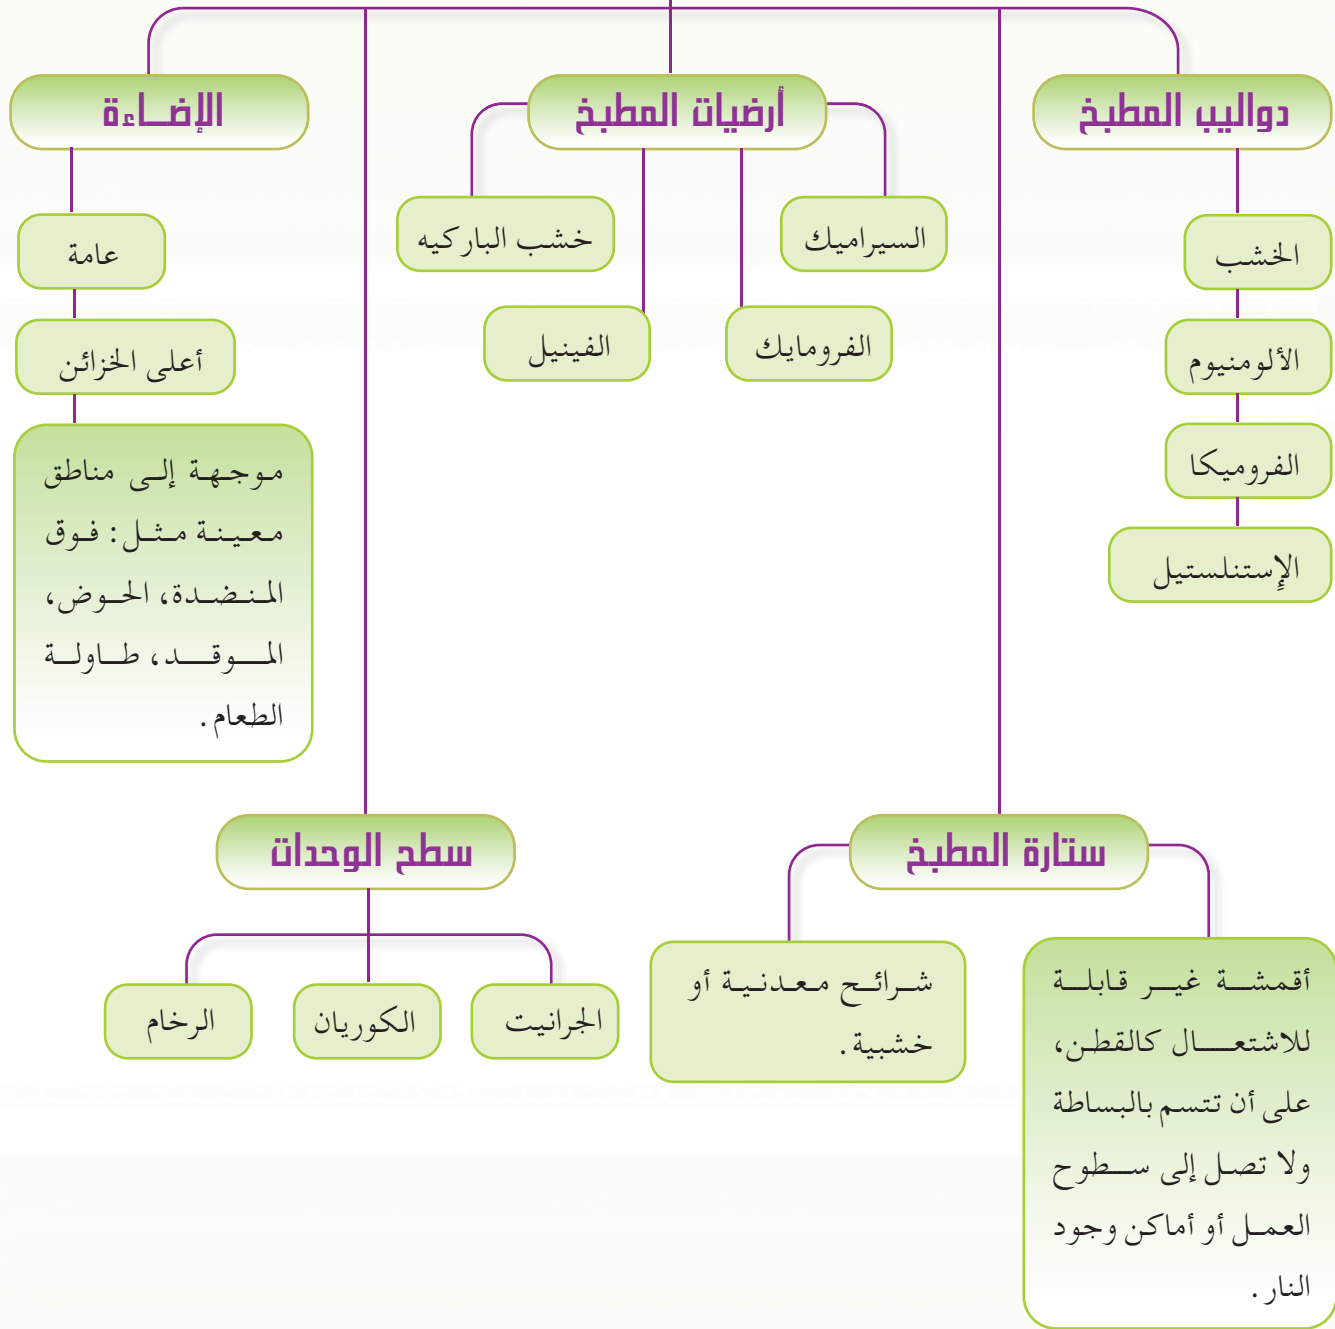 دواليب المطبخ
الخشب
الألومنيوم
الفروميكا
الإستنلستيل
أرضيات المطبخ
السيراميك
خشب الباركيه
الفرومايك
الفينيل
الإضاءة
عامة
أعلى الخزائن
موجهة إلى مناطق
معينة مثل: فوق
المنضدة، الحوض،
الموقد، طاولة
الطعام.
ستارة المطبخ
أقمشة غير قابلة
للاشتعال كالقطن،
على أن تتسم بالبساطة
ولا تصل إلى سطوح
العمل أو أماكن وجود
النار.
شرائح معدنية أو
خشبية.
سطح الوحدات
الجرانيت
الكوريان
الرخام